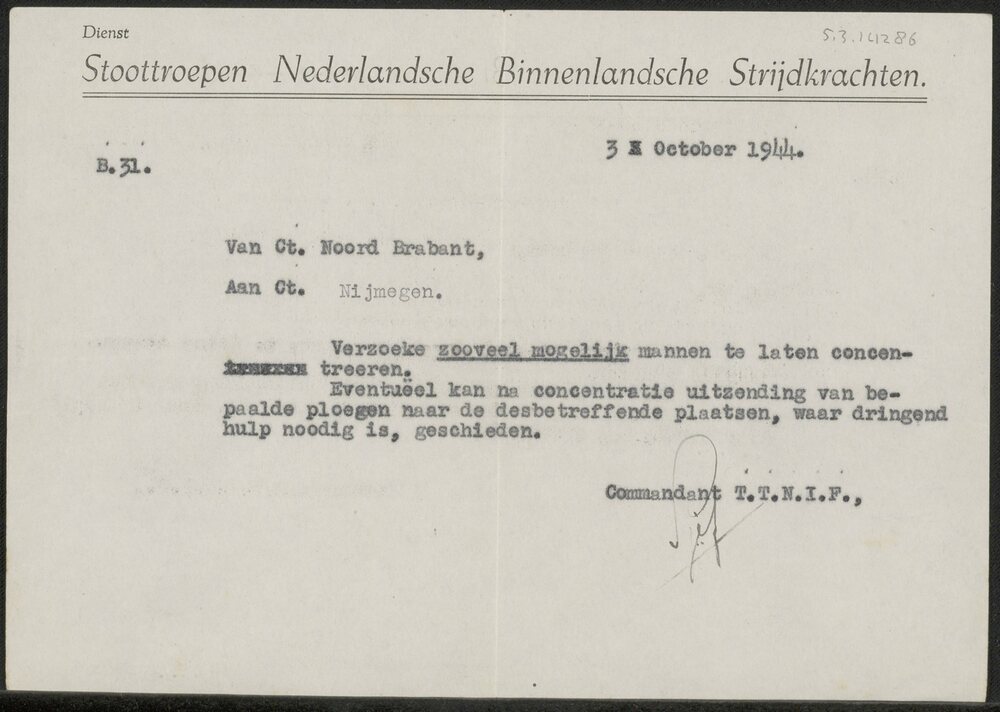 Dienst
5.3.14286
Stoottroepen Nederlandsche Binnenlandsche Strijdkrachten.
3 October 1944.
B.31.
Van Ct. Noord Brabant,
Aan Ct. Nijmegen.
Verzoeke zooveel mogelijk mannen te laten concen-
treeren.
Eventuëel kan na concentratie uitzending van be-
paalde ploegen naar de desbetreffende plaatsen, waar dringend
hulp noodig is, geschieden.
Commandant T.T.N.I.F.,